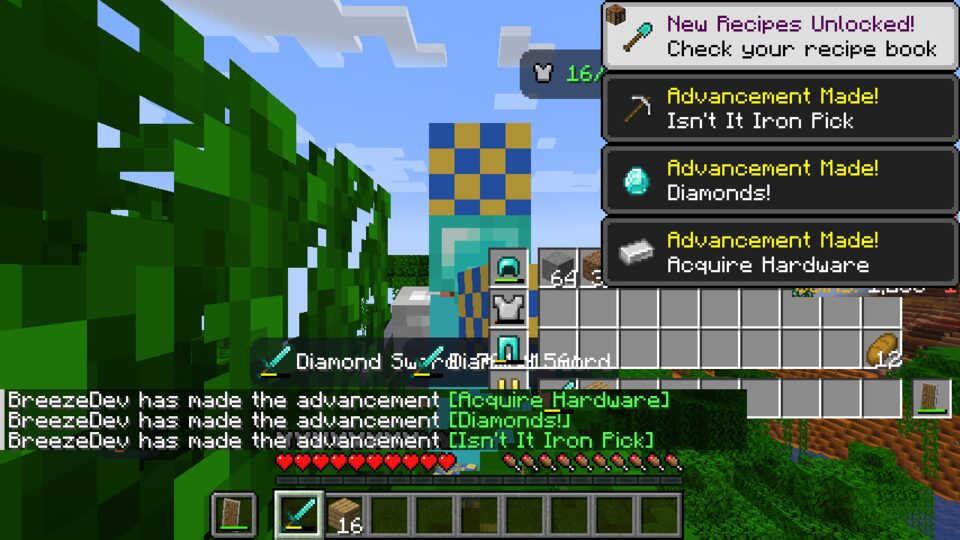 New Recipes Unlocked!
Check your recipe book
16/
Advancement Made!
Isn't It Iron Pick
Advancement Made!
Diamonds!
Advancement Made!
Acquire Hardware
64
12
Diamond
BreezeDev has made the advancement [Acquire Hardware]
BreezeDev has made the advancement [Diamonds!]
BreezeDev has made the advancement [Isn't It Iron Pick]
16